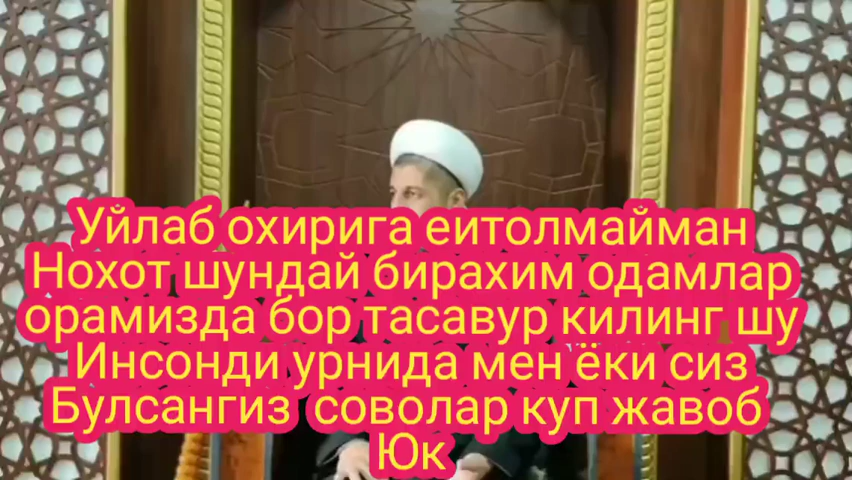 Уйлаб охирига еитолмайман
Нохот шундай бирахим одамлар
орамизда бор тасавур килинг шу
Инсонди урнида мен ёки сиз
Булсангиз соволар куп жавоб
Юк